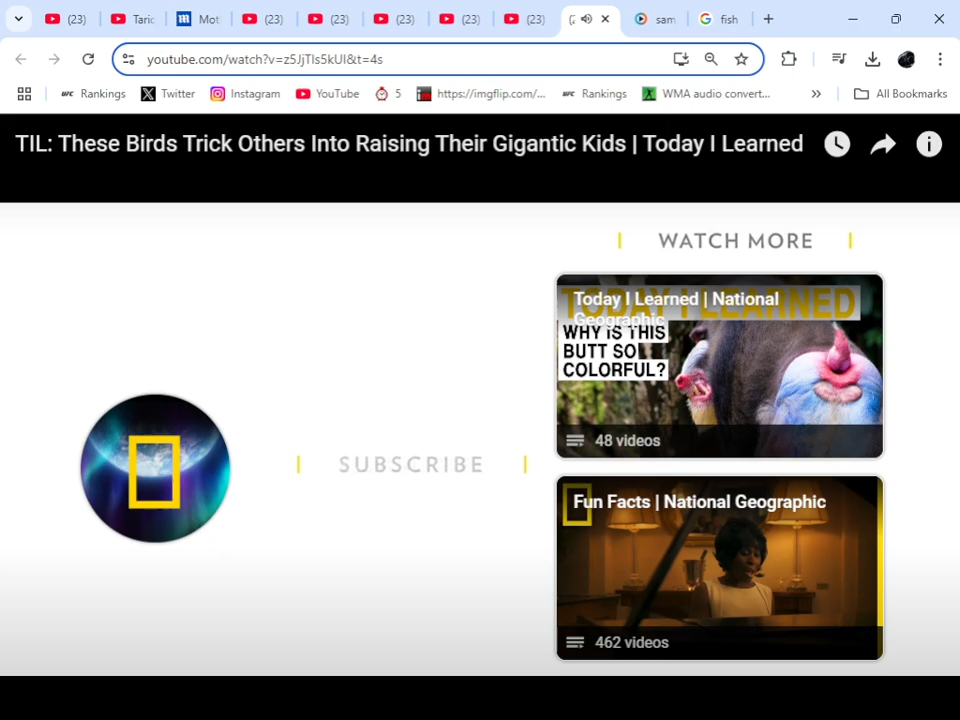 (23)
Taric
Mot
(23)
(23)
(23)
(23)
(23)
sam
fish
youtube.com/watch?v=z5JjTls5kUI&t=4s
Rankings
Twitter
Instagram
YouTube
5
https://imgflip.com/...
Rankings
WMA audio convert...
All Bookmarks
TIL: These Birds Trick Others Into Raising Their Gigantic Kids | Today I Learned
WATCH MORE
TODAY I LEARNED
Today I Learned | National
Geographic
WHY IS THIS
BUTT SO
COLORFUL?
48 videos
SUBSCRIBE
Fun Facts | National Geographic
462 videos